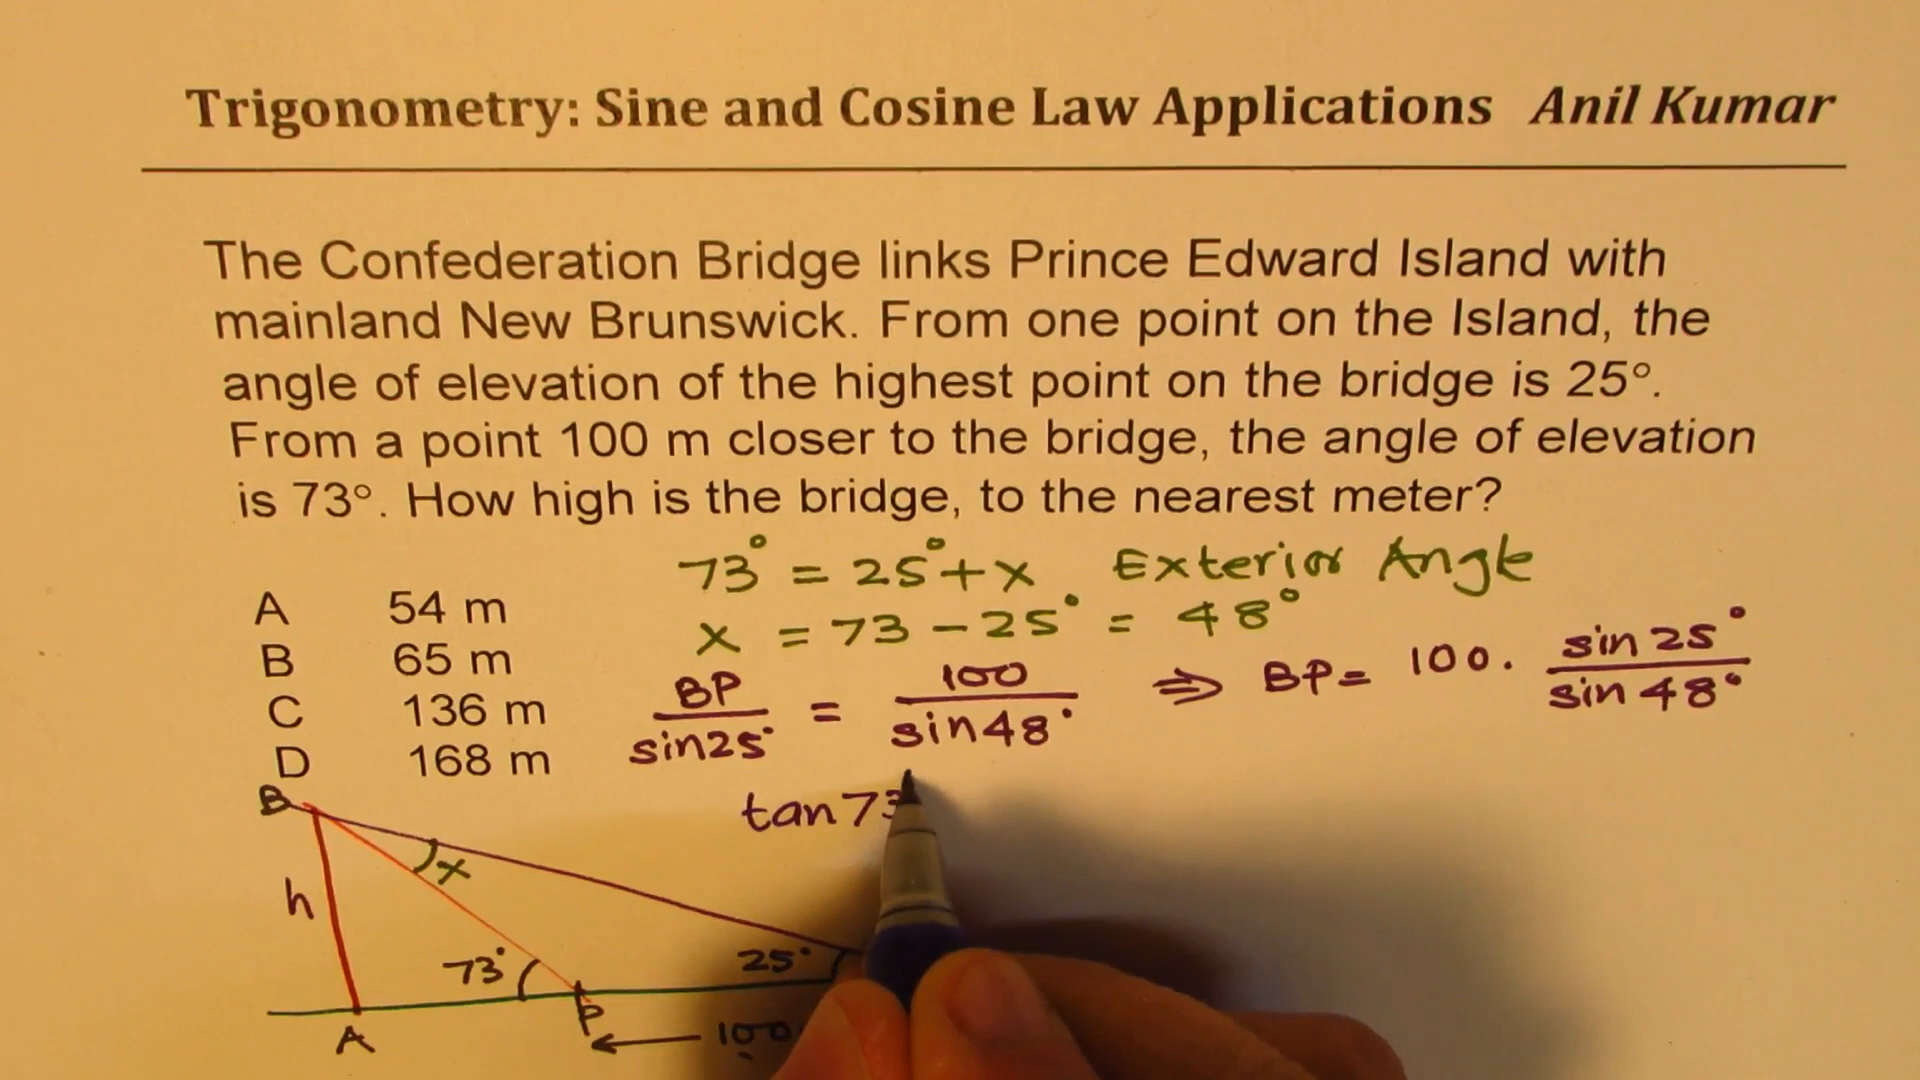 Trigonometry: Sine and Cosine Law Applications Anil Kumar
The Confederation Bridge links Prince Edward Island with
mainland New Brunswick. From one point on the Island, the
angle of elevation of the highest point on the bridge is 25°.
From a point 100 m closer to the bridge, the angle of elevation
is 73°. How high is the bridge, to the nearest meter?
73° = 25° + x Exterior Angle
x = 73 - 25° = 48°
A 54 m
B 65 m
C 136 m
D 168 m
BP/sin25° = 100/sin48° ⇒ BP = 100. sin25°/sin48°
tan73
B
x
h
73°
25°
P
A
100